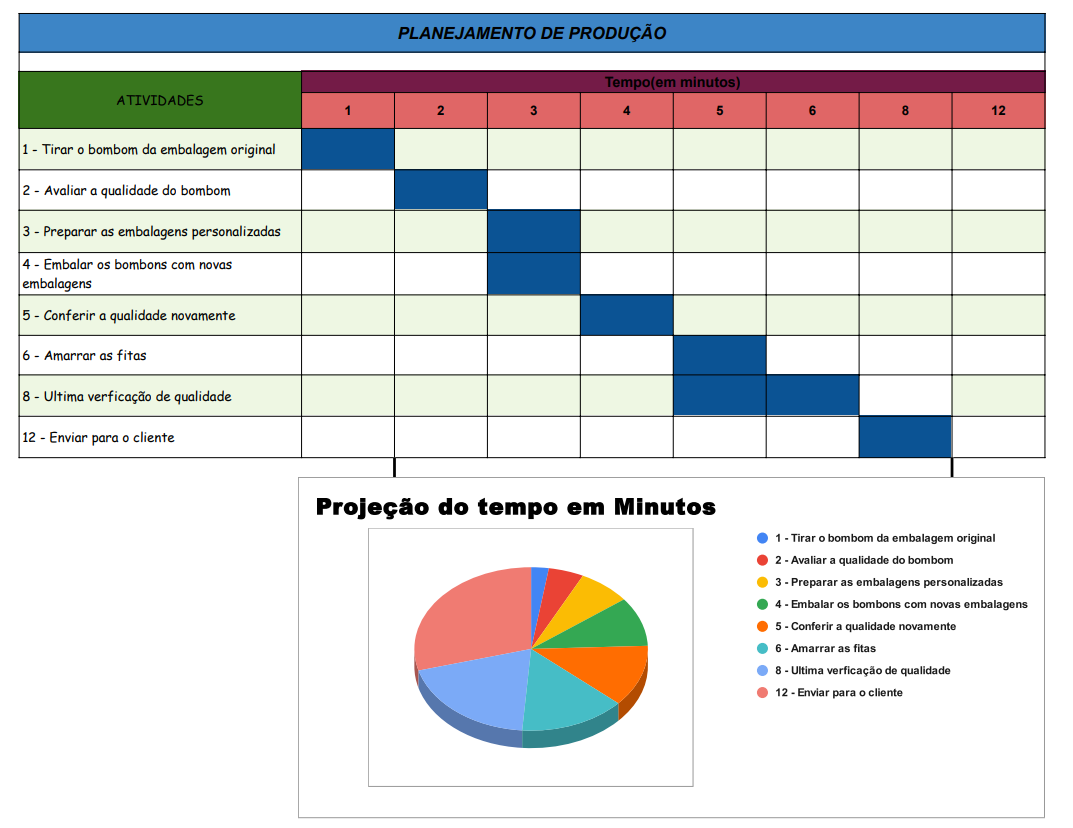 PLANEJAMENTO DE PRODUÇÃO
ATIVIDADES
Tempo(em minutos)
1 2 3 4 5 6 8 12
1 - Tirar o bombom da embalagem original
2 - Avaliar a qualidade do bombom
3 - Preparar as embalagens personalizadas
4 - Embalar os bombons com novas
embalagens
5 - Conferir a qualidade novamente
6 - Amarrar as fitas
8 - Ultima verficação de qualidade
12 - Enviar para o cliente
Projeção do tempo em Minutos
1 - Tirar o bombom da embalagem original
2 - Avaliar a qualidade do bombom
3 - Preparar as embalagens personalizadas
4 - Embalar os bombons com novas embalagens
5 - Conferir a qualidade novamente
6 - Amarrar as fitas
8 - Ultima verficação de qualidade
12 - Enviar para o cliente